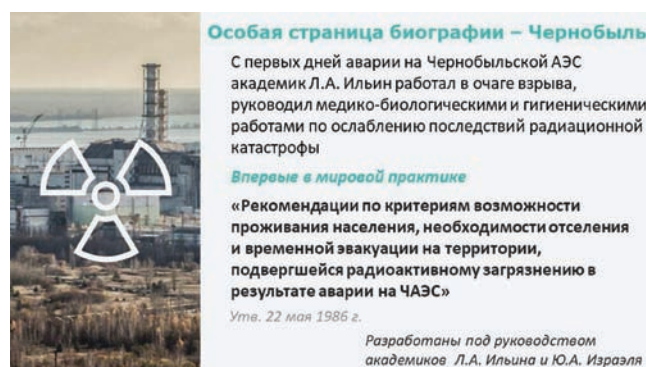 Особая страница биографии – Чернобыль
С первых дней аварии на Чернобыльской АЭС
академик Л.А. Ильин работал в очаге взрыва,
руководил медико-биологическими и гигиеническими
работами по ослаблению последствий радиационной
катастрофы
Впервые в мировой практике
«Рекомендации по критериям возможности
проживания населения, необходимости отселения
и временной эвакуации на территории,
подвергшейся радиоактивному загрязнению в
результате аварии на ЧАЭС»
Утв. 22 мая 1986 г.
Разработаны под руководством
академиков Л.А. Ильина и Ю.А. Израэля